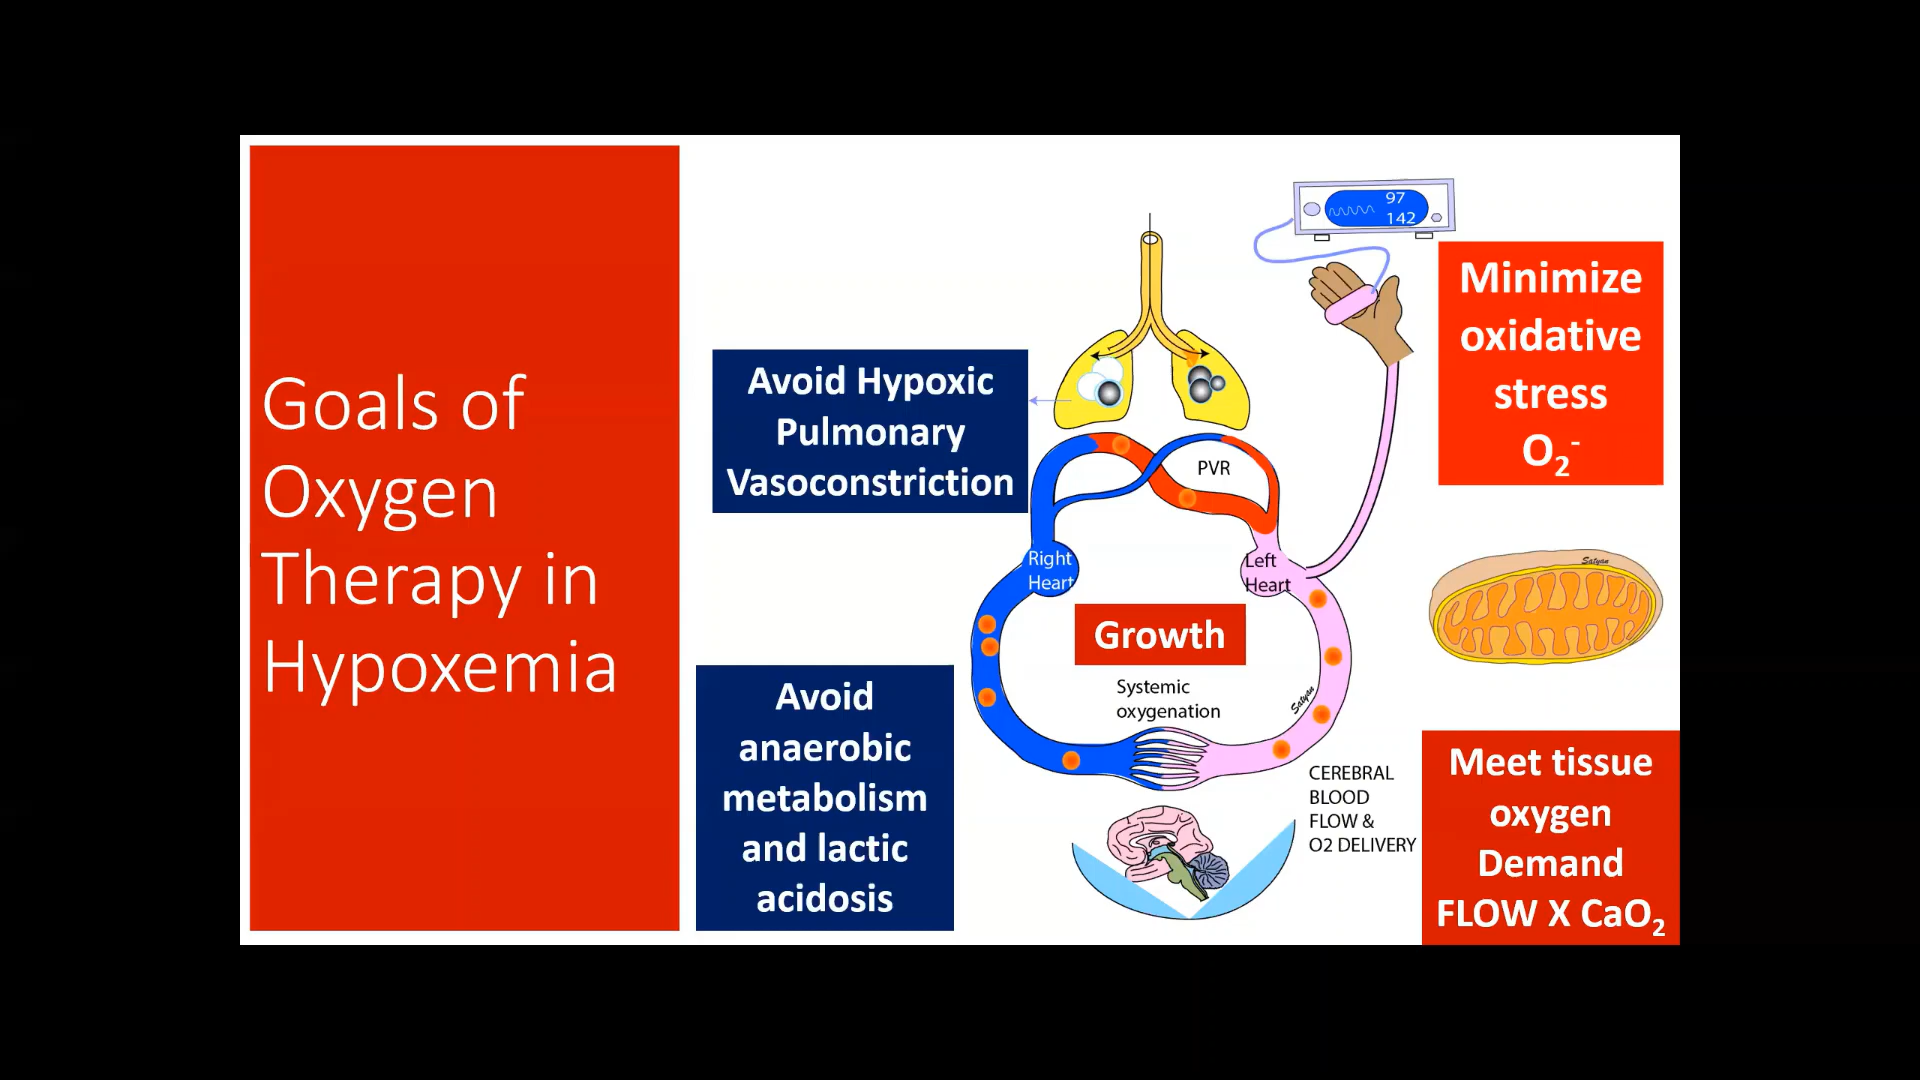 Goals of
Oxygen
Therapy in
Hypoxemia
97
142
Minimize
oxidative
stress
O₂⁻
Avoid Hypoxic
Pulmonary
Vasoconstriction
PVR
Right
Heart
Left
Heart
Satyan
Growth
Systemic
oxygenation
Satyan
Avoid
anaerobic
metabolism
and lactic
acidosis
CEREBRAL
BLOOD
FLOW &
O2 DELIVERY
Meet tissue
oxygen
Demand
FLOW X CaO₂